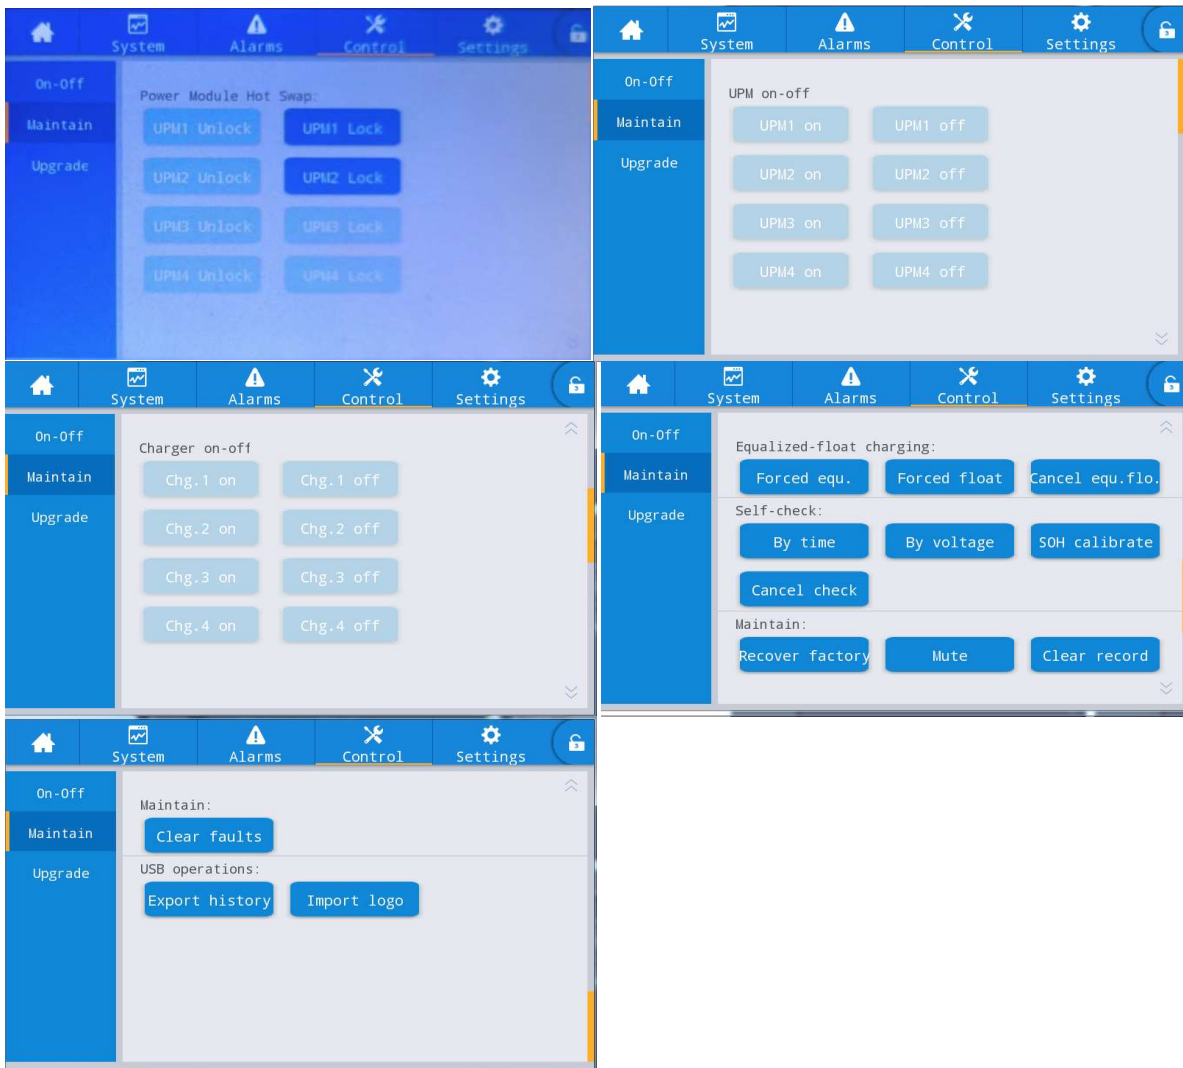 System Alarms Control Settings 3
On-Off
Maintain
Upgrade
Power Module Hot Swap:
UPM1 Unlock UPM1 Lock
UPM2 Unlock UPM2 Lock
UPM3 Unlock UPM3 Lock
UPM4 Unlock UPM4 Lock
System Alarms Control Settings 3
On-Off
Maintain
Upgrade
UPM on-off
UPM1 on UPM1 off
UPM2 on UPM2 off
UPM3 on UPM3 off
UPM4 on UPM4 off
System Alarms Control Settings 3
On-Off
Maintain
Upgrade
Charger on-off
Chg.1 on Chg.1 off
Chg.2 on Chg.2 off
Chg.3 on Chg.3 off
Chg.4 on Chg.4 off
System Alarms Control Settings 3
On-Off
Maintain
Upgrade
Equalized-float charging:
Forced equ. Forced float Cancel equ.flo.
Self-check:
By time By voltage SOH calibrate
Cancel check
Maintain:
Recover factory Mute Clear record
System Alarms Control Settings 3
On-Off
Maintain
Upgrade
Maintain:
Clear faults
USB operations:
Export history Import logo